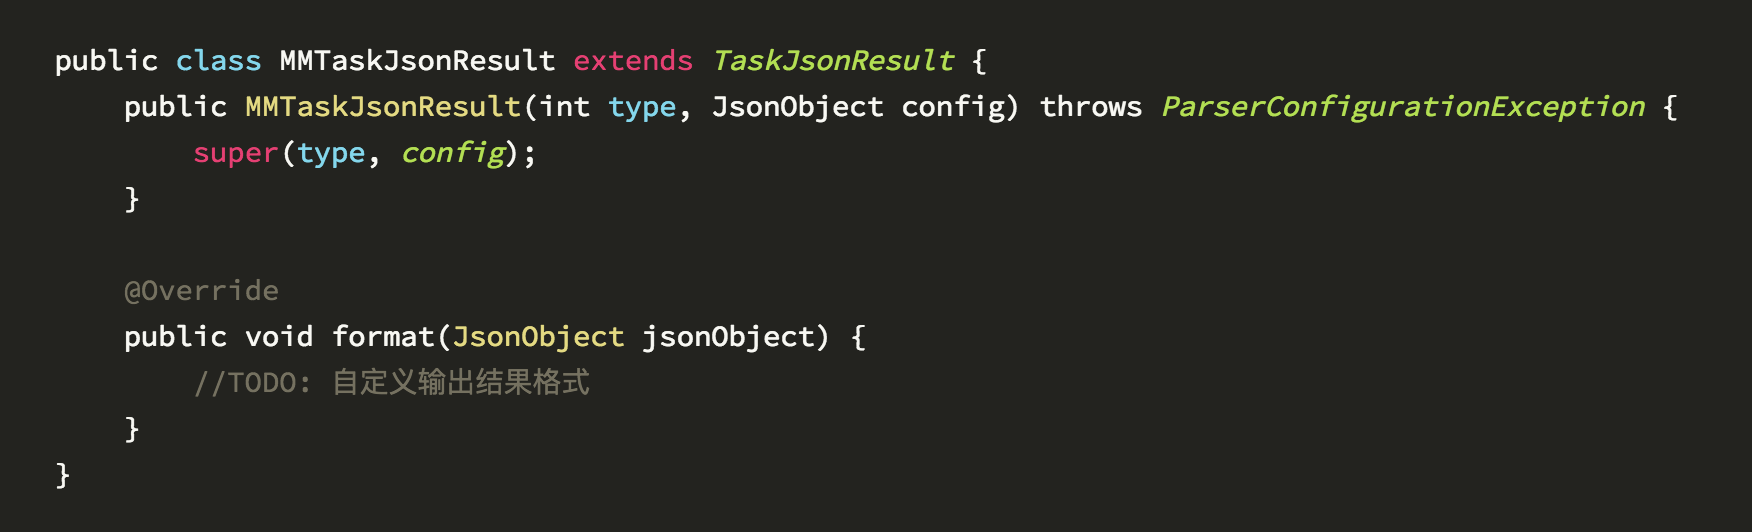 public class MMTaskJsonResult extends TaskJsonResult {
    public MMTaskJsonResult(int type, JsonObject config) throws ParserConfigurationException {
        super(type, config);
    }

    @Override
    public void format(JsonObject jsonObject) {
        //TODO: 自定义输出结果格式
    }
}